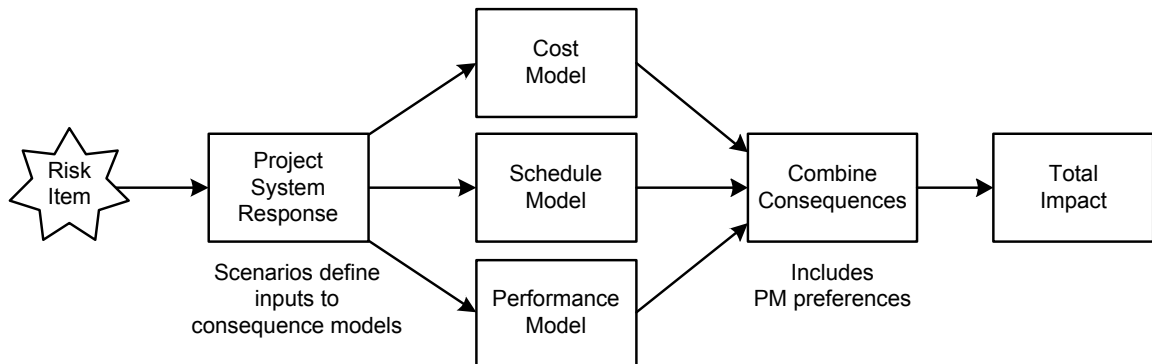 Risk
Item
Project
System
Response
Scenarios define
inputs to
consequence models
Cost
Model
Schedule
Model
Performance
Model
Combine
Consequences
Includes
PM preferences
Total
Impact